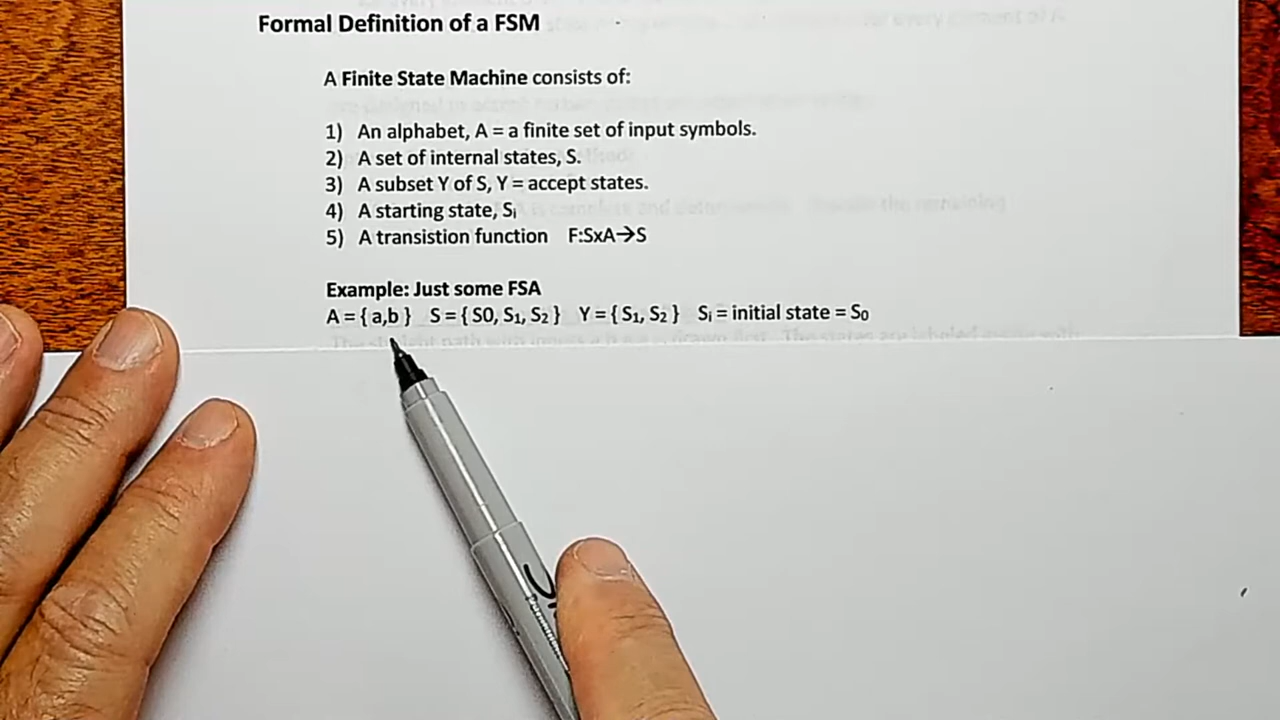 Formal Definition of a FSM
A Finite State Machine consists of:
1) An alphabet, A = a finite set of input symbols.
2) A set of internal states, S.
3) A subset Y of S, Y = accept states.
4) A starting state, Sᵢ
5) A transistion function F:SxA→S
Example: Just some FSA
A = { a,b } S = { S0, S₁, S₂ } Y = { S₁, S₂ } Sᵢ = initial state = S₀